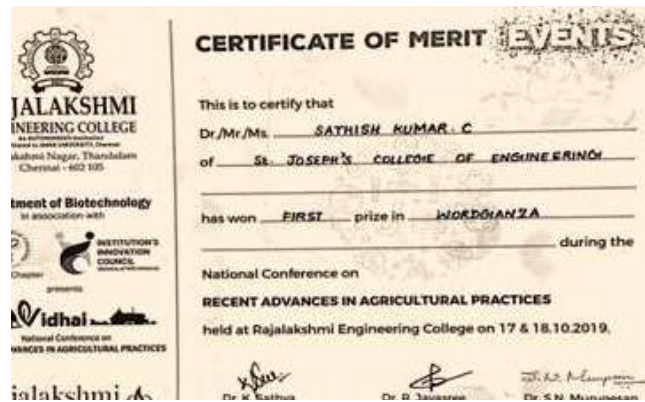 JALAKSHMI
INEERING COLLEGE
Nagar, Thandalam
Chennai - 602 105
tment of Biotechnology
in association with
INSTITUTION'S
INNOVATION
COUNCIL
Chapter
presents
Vidhai
National Conference on
ANCES IN AGRICULTURAL PRACTICES
jalakshmi
CERTIFICATE OF MERIT EVENTS
This is to certify that
Dr/Mr/Ms. SATHISH KUMAR. C
of St. JOSEPH'S COLLEGE OF ENGINEERING
has won FIRST prize in WORDGIANZA
during the
National Conference on
RECENT ADVANCES IN AGRICULTURAL PRACTICES
held at Rajalakshmi Engineering College on 17 & 18.10.2019.
Dr. K. Sathya Dr. R. Jayasree Dr. S.N. Murugesan